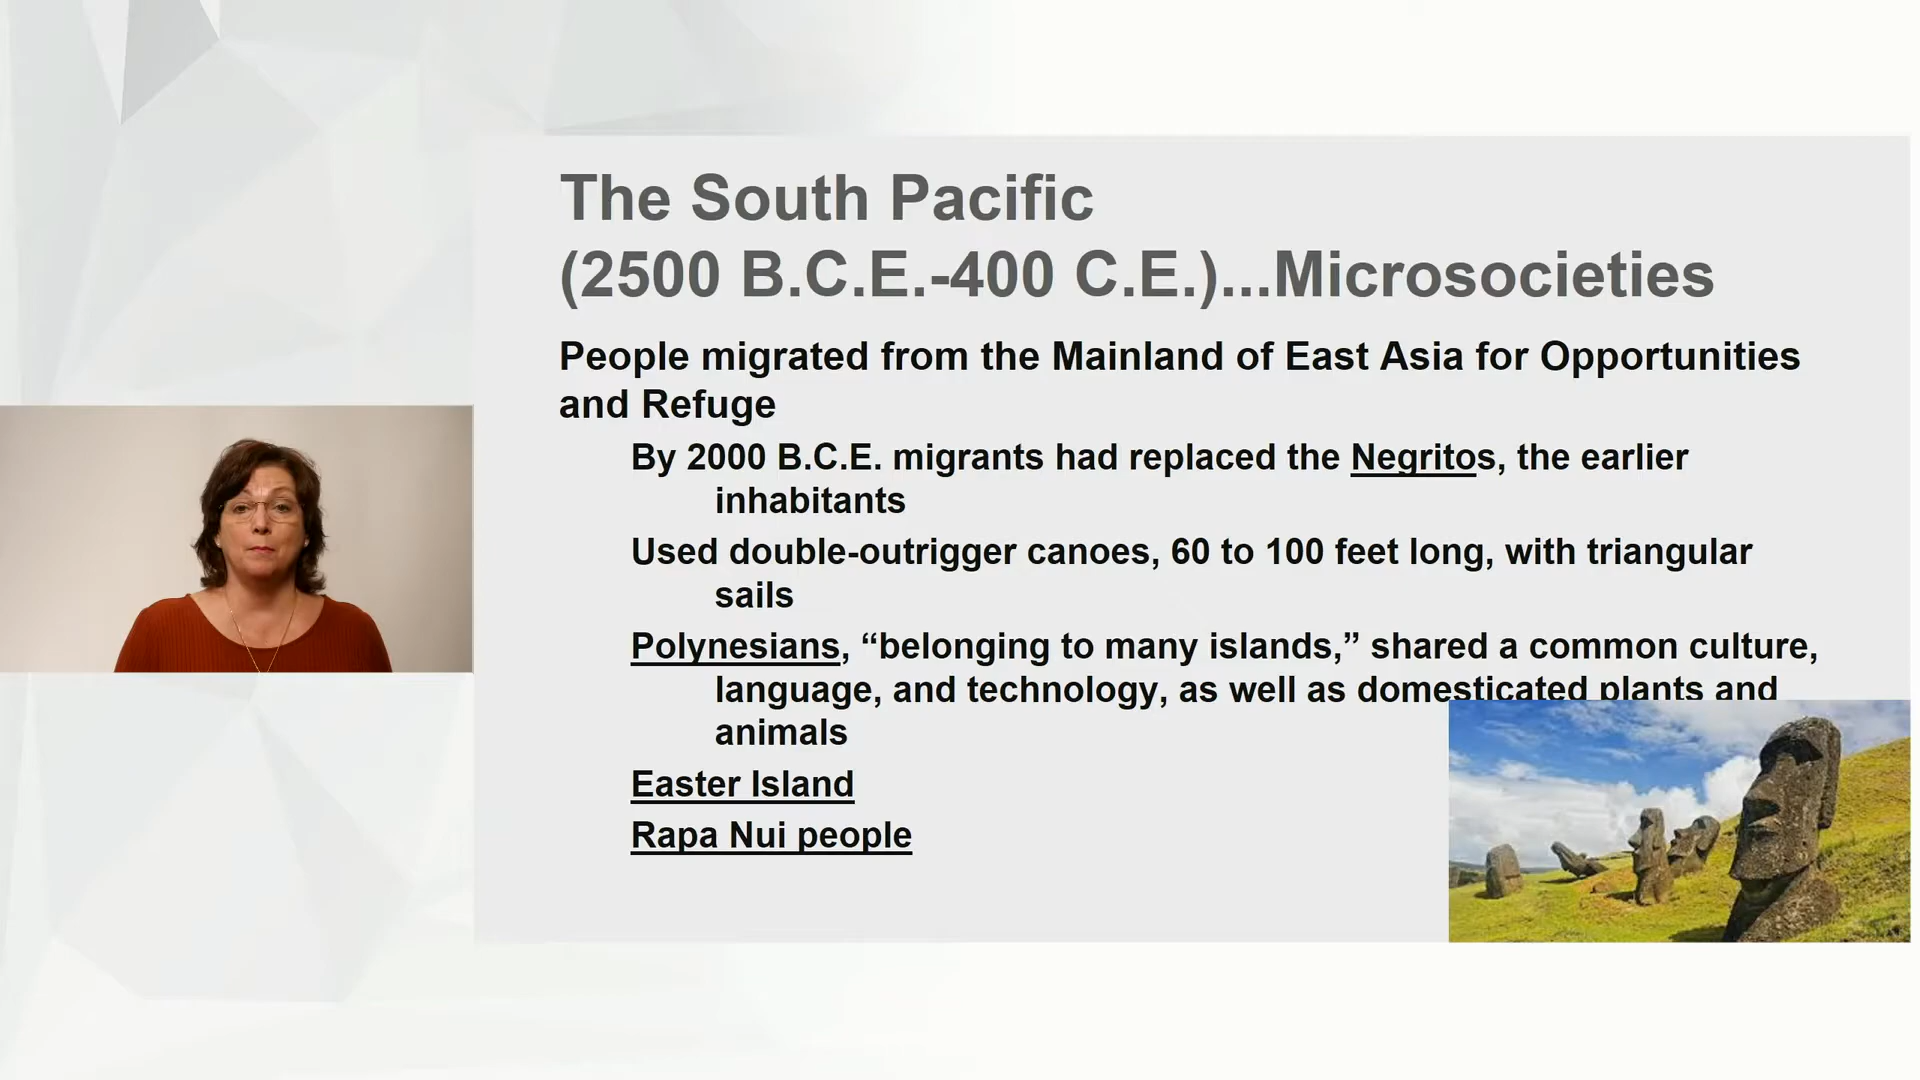 The South Pacific
(2500 B.C.E.-400 C.E.)...Microsocieties
People migrated from the Mainland of East Asia for Opportunities
and Refuge
By 2000 B.C.E. migrants had replaced the Negritos, the earlier
inhabitants
Used double-outrigger canoes, 60 to 100 feet long, with triangular
sails
Polynesians, “belonging to many islands,” shared a common culture,
language, and technology, as well as domesticated plants and
animals
Easter Island
Rapa Nui people